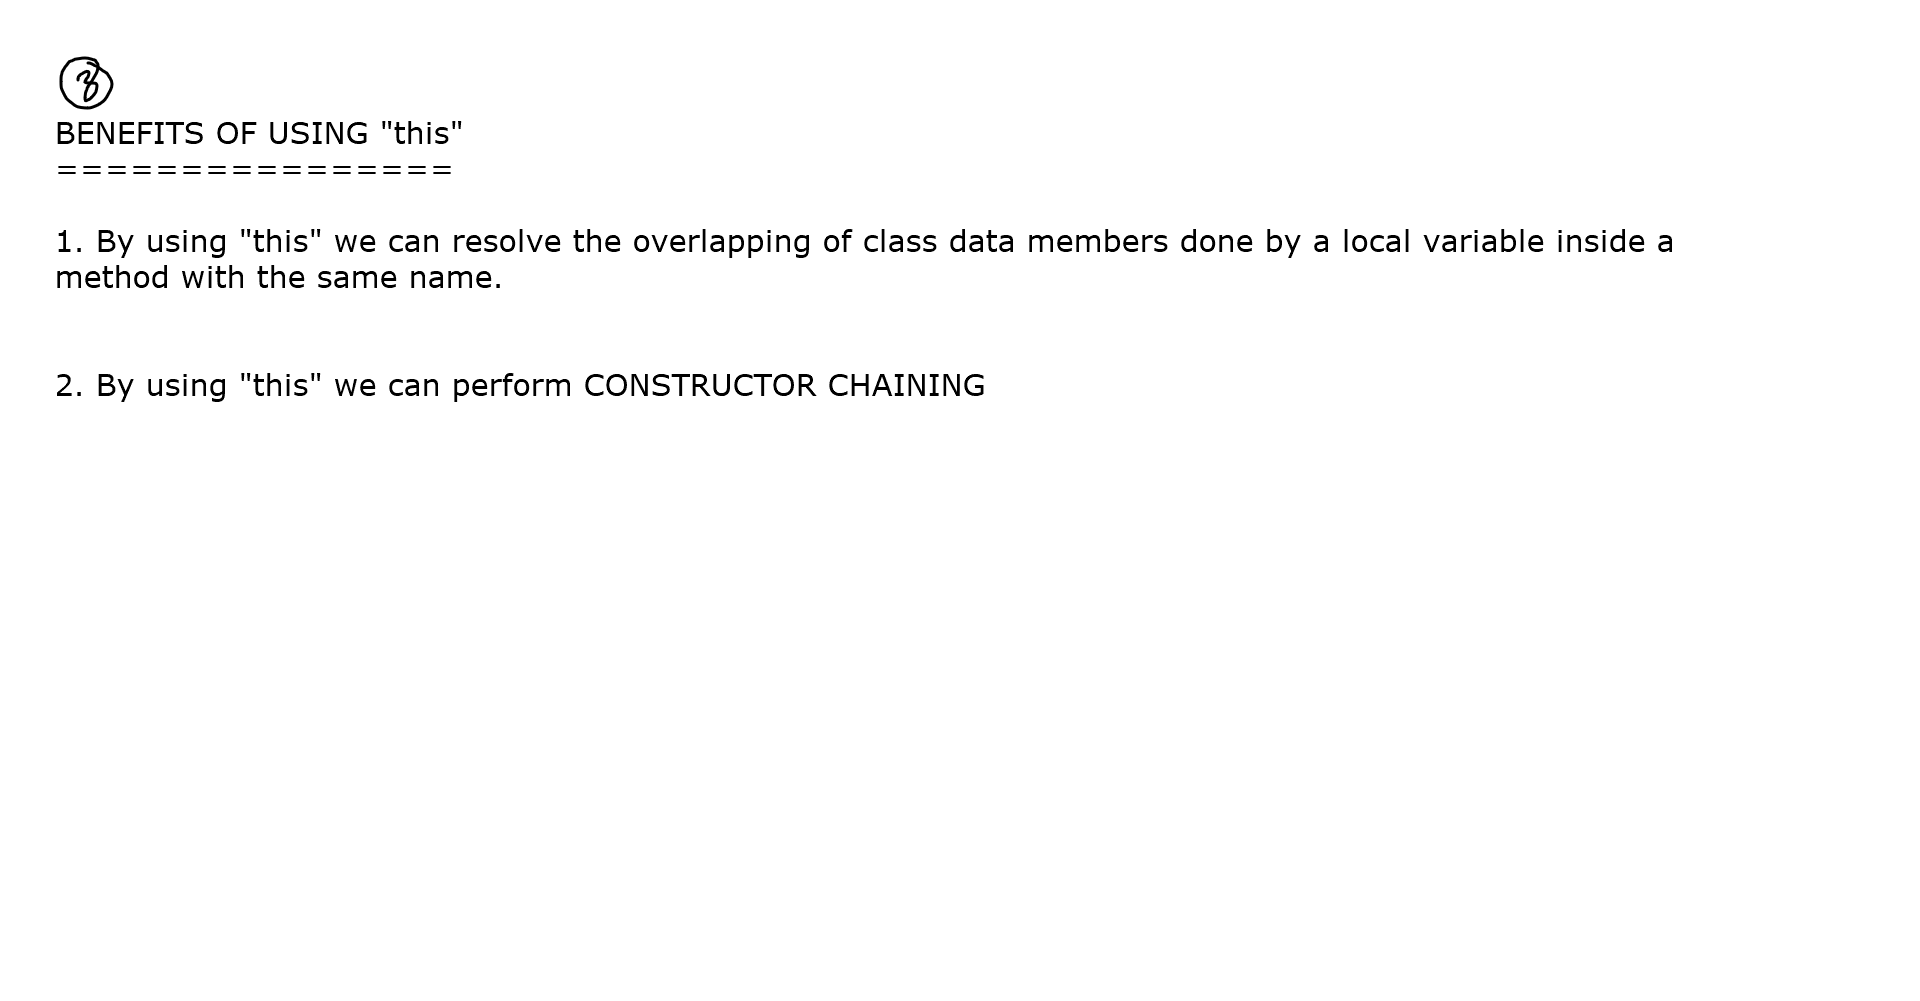 3
BENEFITS OF USING "this"
================
1. By using "this" we can resolve the overlapping of class data members done by a local variable inside a
method with the same name.
2. By using "this" we can perform CONSTRUCTOR CHAINING